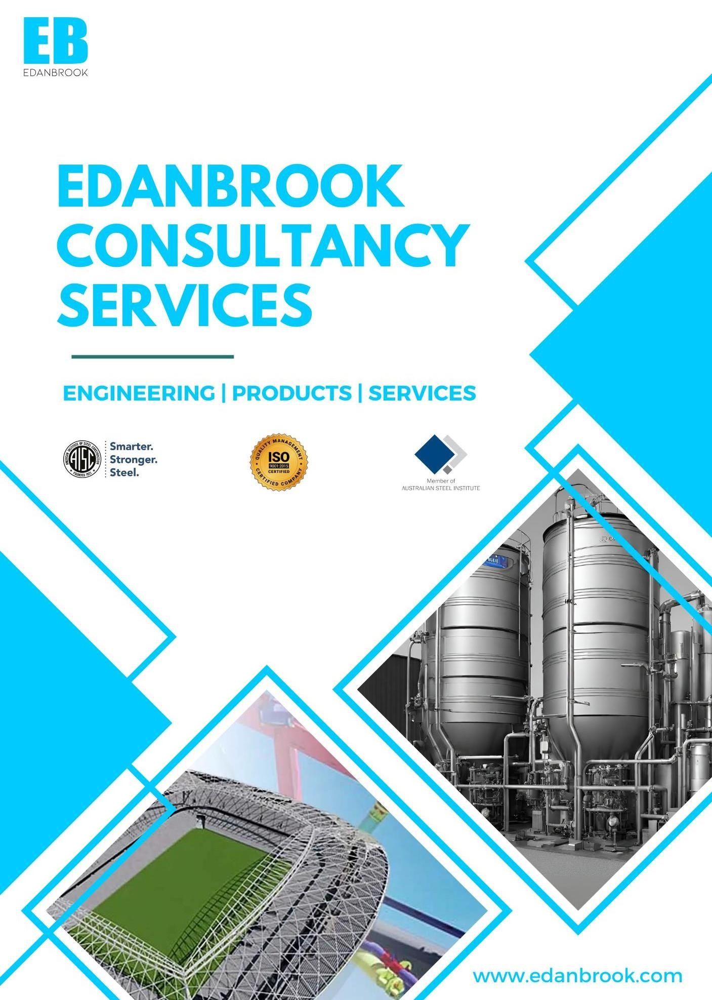 EB
EDANBROOK
EDANBROOK
CONSULTANCY
SERVICES
ENGINEERING | PRODUCTS | SERVICES
AMERICAN INSTITUTE OF STEEL CONSTRUCTION
AISC
FOUNDED 1921
Smarter.
Stronger.
Steel.
QUALITY MANAGEMENT
ISO
9001:2015
CERTIFIED
CERTIFIED COMPANY
Member of
AUSTRALIAN STEEL INSTITUTE
www.edanbrook.com